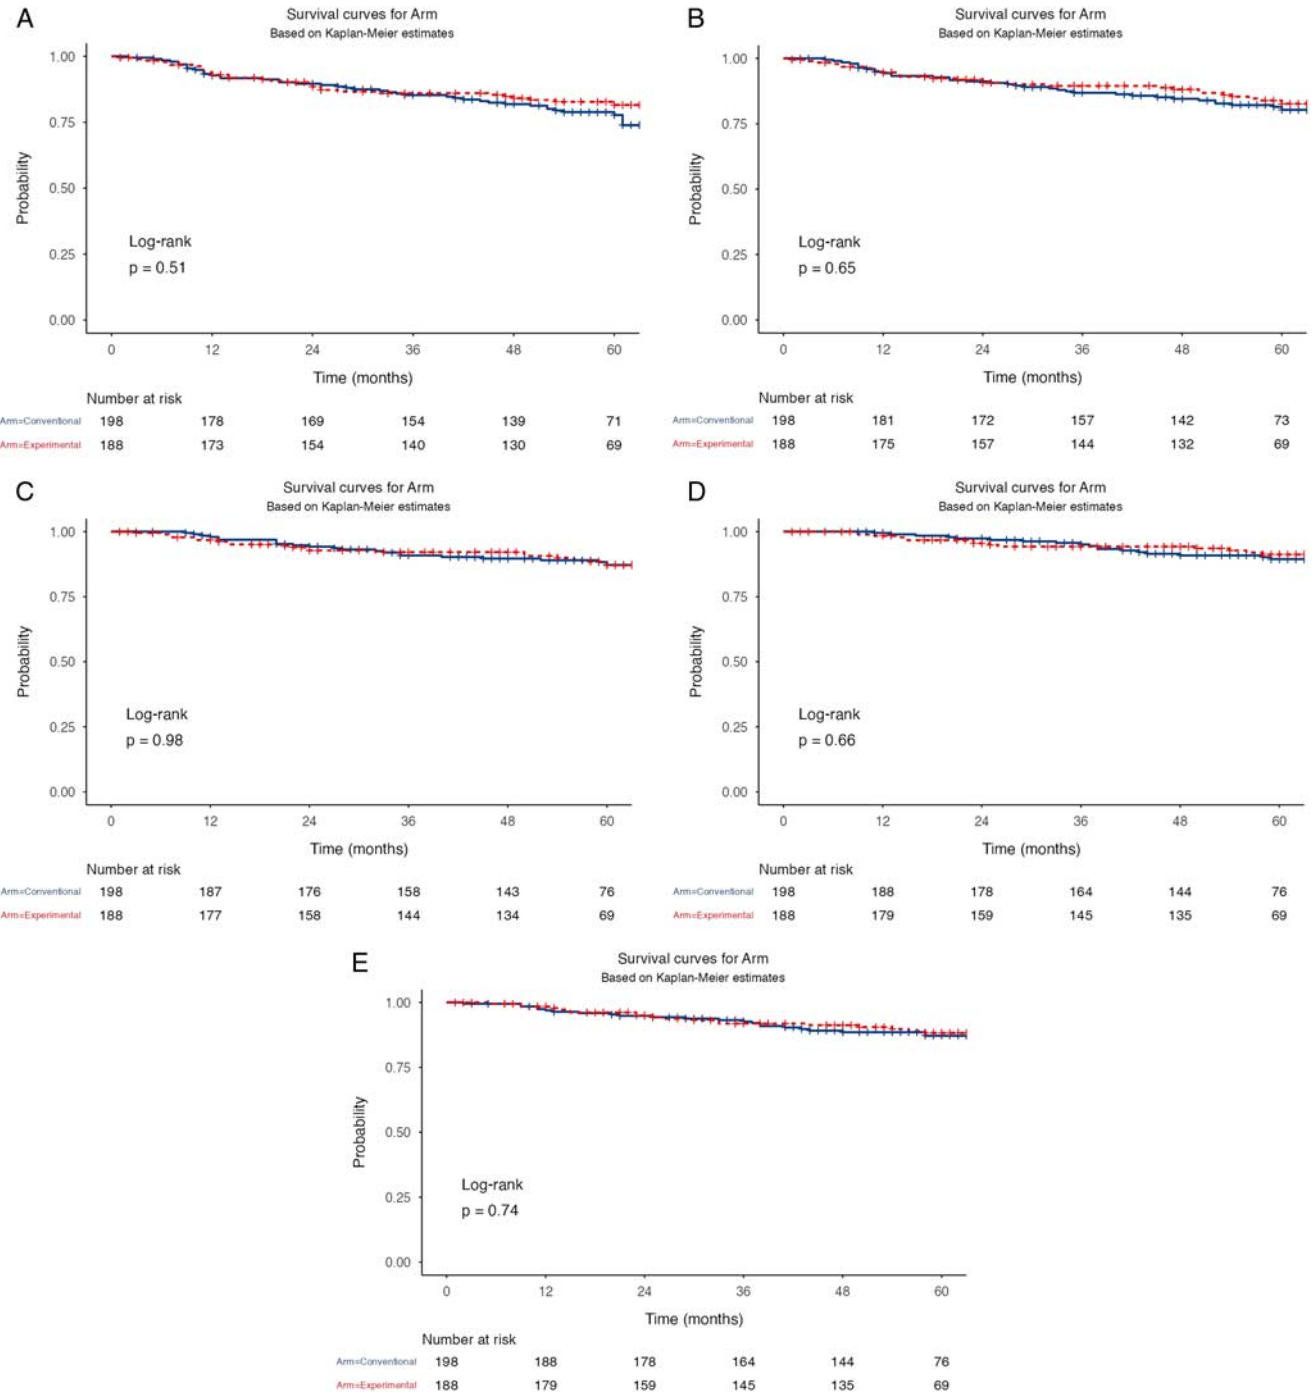 A
Survival curves for Arm
Based on Kaplan-Meier estimates
1.00
0.75
0.50
0.25
0.00
Probability
Log-rank
p = 0.51
0 12 24 36 48 60
Time (months)
Number at risk
Arm=Conventional 198 178 169 154 139 71
Arm=Experimental 188 173 154 140 130 69
B
Survival curves for Arm
Based on Kaplan-Meier estimates
1.00
0.75
0.50
0.25
0.00
Probability
Log-rank
p = 0.65
0 12 24 36 48 60
Time (months)
Number at risk
Arm=Conventional 198 181 172 157 142 73
Arm=Experimental 188 175 157 144 132 69
C
Survival curves for Arm
Based on Kaplan-Meier estimates
1.00
0.75
0.50
0.25
0.00
Probability
Log-rank
p = 0.98
0 12 24 36 48 60
Time (months)
Number at risk
Arm=Conventional 198 187 176 158 143 76
Arm=Experimental 188 177 158 144 134 69
D
Survival curves for Arm
Based on Kaplan-Meier estimates
1.00
0.75
0.50
0.25
0.00
Probability
Log-rank
p = 0.66
0 12 24 36 48 60
Time (months)
Number at risk
Arm=Conventional 198 188 178 164 144 76
Arm=Experimental 188 179 159 145 135 69
E
Survival curves for Arm
Based on Kaplan-Meier estimates
1.00
0.75
0.50
0.25
0.00
Probability
Log-rank
p = 0.74
0 12 24 36 48 60
Time (months)
Number at risk
Arm=Conventional 198 188 178 164 144 76
Arm=Experimental 188 179 159 145 135 69